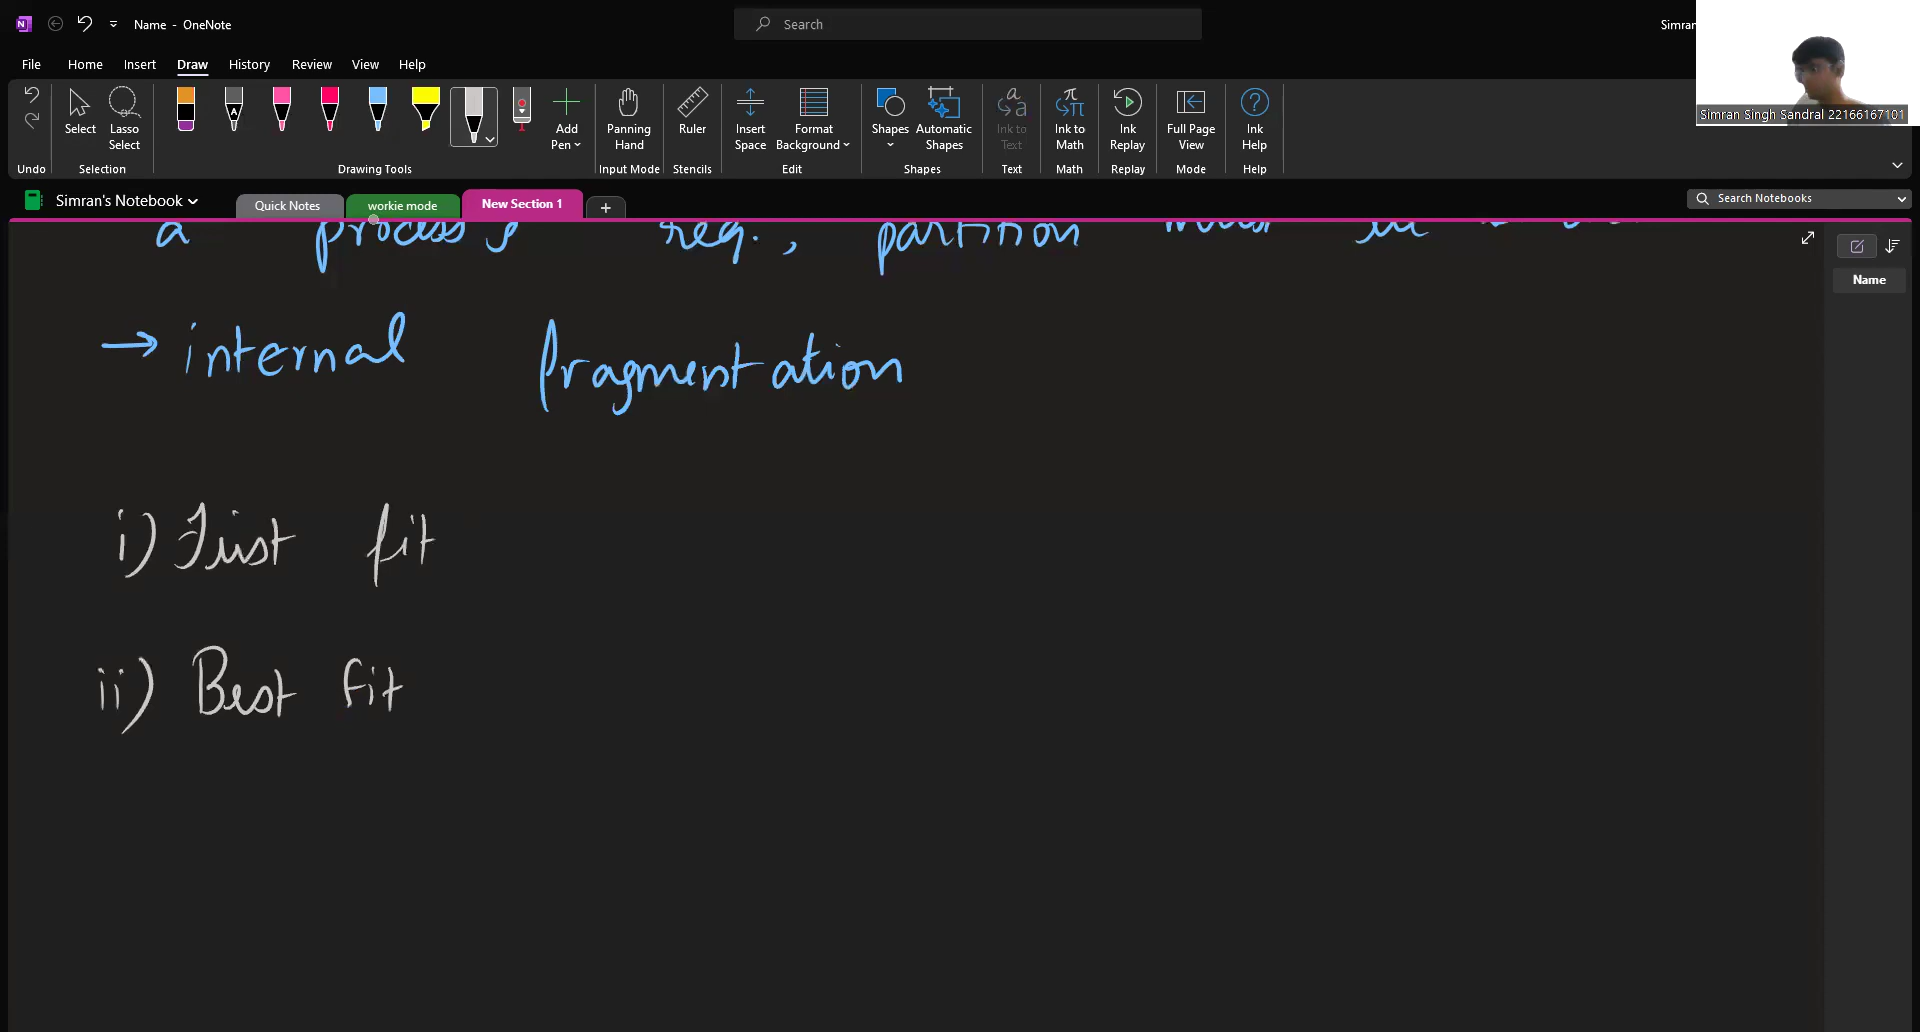 Name - OneNote
Search
Simran
File Home Insert Draw History Review View Help
Undo
Select
Lasso Select
Selection
A
Drawing Tools
Add Pen
Panning Hand
Input Mode
Ruler
Stencils
Insert Space
Format Background
Edit
Shapes
Automatic Shapes
Shapes
Ink to Text
Text
Ink to Math
Math
Ink Replay
Replay
Full Page View
Mode
Ink Help
Help
Simran Singh Sandral 22166167101
Simran's Notebook
Quick Notes
workie mode
New Section 1
Search Notebooks
Name
a process req., partition
→ internal fragmentation
i) First fit
ii) Best fit